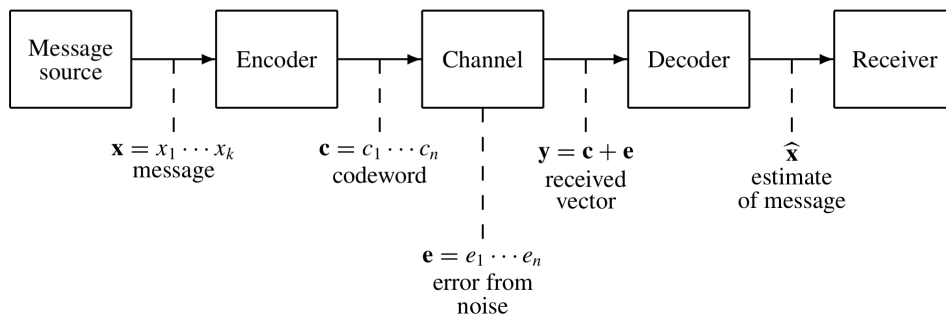 Message
source
Encoder
Channel
Decoder
Receiver
x = x₁ ⋯ xₖ
message
c = c₁ ⋯ cₙ
codeword
y = c + e
received
vector
x̂
estimate
of message
e = e₁ ⋯ eₙ
error from
noise